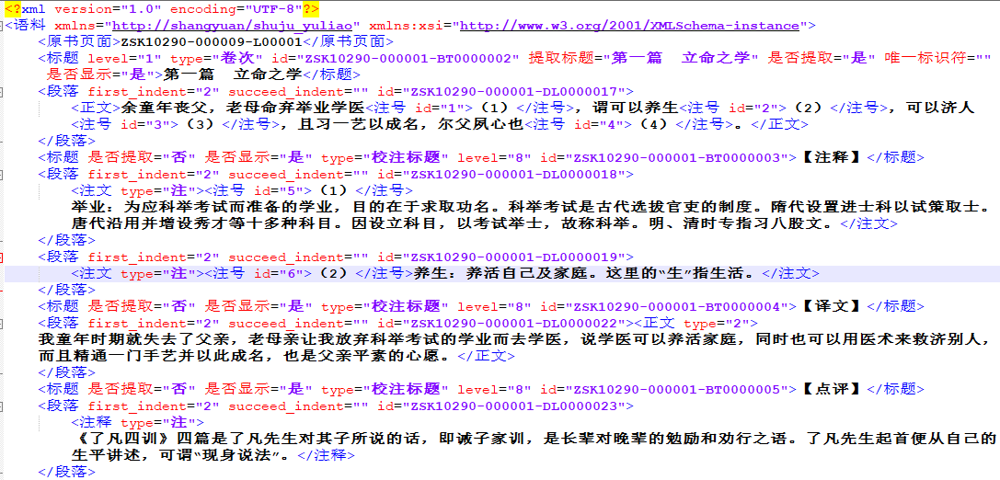 <?xml version="1.0" encoding="UTF-8"?>
<语料 xmlns="http://shangyuan/shuju_yuliao" xmlns:xsi="http://www.w3.org/2001/XMLSchema-instance">
<原书页面>ZSK10290-000009-L00001</原书页面>
<标题 level="1" type="卷次" id="ZSK10290-000001-BT0000002" 提取标题="第一篇　立命之学" 是否提取="是" 唯一标识符=""
是否显示="是">第一篇　立命之学</标题>
<段落 first_indent="2" succeed_indent="" id="ZSK10290-000001-DL0000017">
<正文>余童年丧父，老母命弃举业学医<注号 id="1">（1）</注号>，谓可以养生<注号 id="2">（2）</注号>，可以济人
<注号 id="3">（3）</注号>，且习一艺以成名，尔父夙心也<注号 id="4">（4）</注号>。</正文>
</段落>
<标题 是否提取="否" 是否显示="是" type="校注标题" level="8" id="ZSK10290-000001-BT0000003">【注释】</标题>
<段落 first_indent="2" succeed_indent="" id="ZSK10290-000001-DL0000018">
<注文 type="注"><注号 id="5">（1）</注号>
举业：为应科举考试而准备的学业，目的在于求取功名。科举考试是古代选拔官吏的制度。隋代设置进士科以试策取士。
唐代沿用并增设秀才等十多种科目。因设立科目，以考试举士，故称科举。明、清时专指习八股文。</注文>
</段落>
<段落 first_indent="2" succeed_indent="" id="ZSK10290-000001-DL0000019">
<注文 type="注"><注号 id="6">（2）</注号>养生：养活自己及家庭。这里的“生”指生活。</注文>
</段落>
<标题 是否提取="否" 是否显示="是" type="校注标题" level="8" id="ZSK10290-000001-BT0000004">【译文】</标题>
<段落 first_indent="2" succeed_indent="" id="ZSK10290-000001-DL0000022"><正文 type="2">
我童年时期就失去了父亲，老母亲让我放弃科举考试的学业而去学医，说学医可以养活家庭，同时也可以用医术来救济别人，
而且精通一门手艺并以此成名，也是父亲平素的心愿。</正文>
</段落>
<标题 是否提取="否" 是否显示="是" type="校注标题" level="8" id="ZSK10290-000001-BT0000005">【点评】</标题>
<段落 first_indent="2" succeed_indent="" id="ZSK10290-000001-DL0000023">
<注释 type="注">
《了凡四训》四篇是了凡先生对其子所说的话，即诫子家训，是长辈对晚辈的勉励和劝行之语。了凡先生起首便从自己的
生平讲述，可谓“现身说法”。</注释>
</段落>